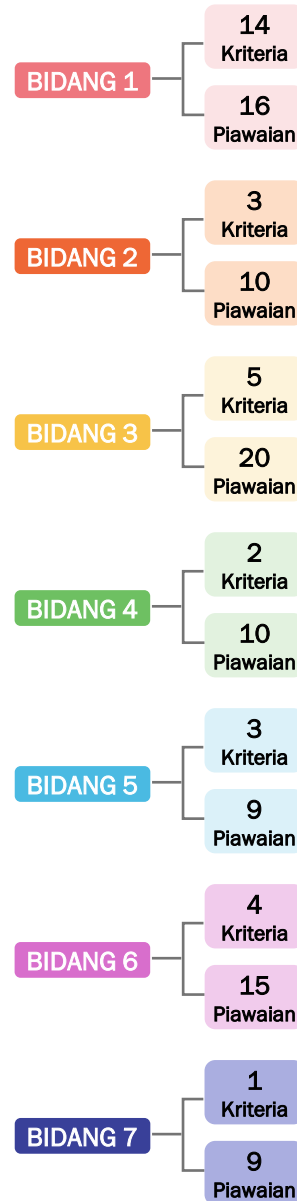 BIDANG 1
14
Kriteria
16
Piawaian
BIDANG 2
3
Kriteria
10
Piawaian
BIDANG 3
5
Kriteria
20
Piawaian
BIDANG 4
2
Kriteria
10
Piawaian
BIDANG 5
3
Kriteria
9
Piawaian
BIDANG 6
4
Kriteria
15
Piawaian
BIDANG 7
1
Kriteria
9
Piawaian